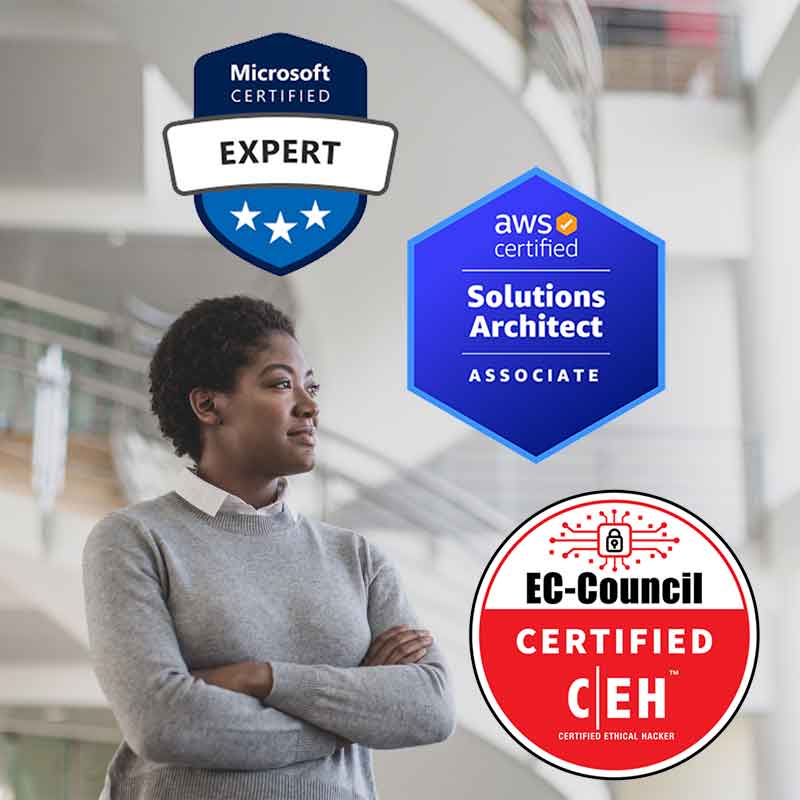 Microsoft
CERTIFIED
EXPERT
aws
certified
Solutions
Architect
ASSOCIATE
EC-Council
CERTIFIED
C|EH™
CERTIFIED ETHICAL HACKER